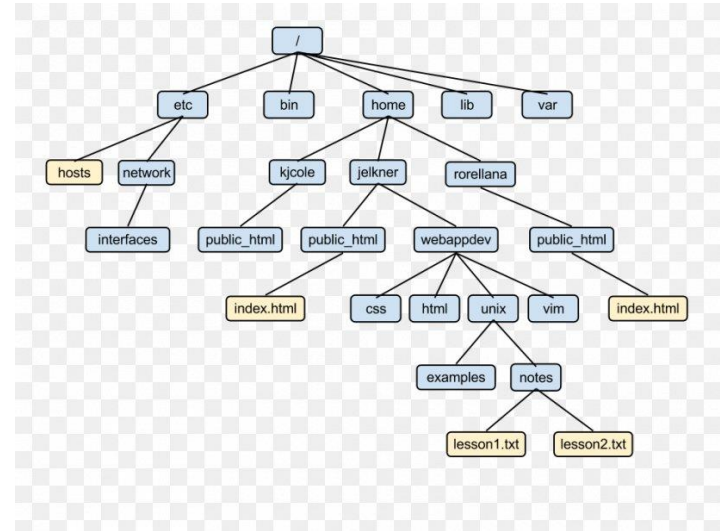 /
etc
bin
home
lib
var
hosts
network
kjcole
jelkner
rorellana
interfaces
public_html
public_html
webappdev
public_html
index.html
css
html
unix
vim
index.html
examples
notes
lesson1.txt
lesson2.txt